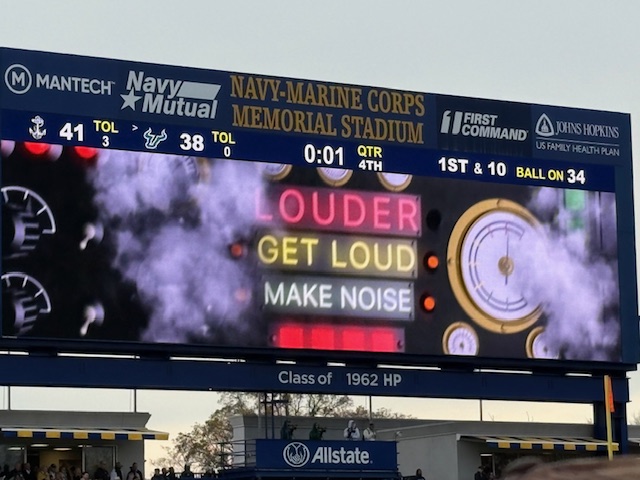 M MANTECH
Navy
Mutual
NAVY-MARINE CORPS
MEMORIAL STADIUM
FIRST
COMMAND
JOHNS HOPKINS
US FAMILY HEALTH PLAN
41 TOL 3 > 38 TOL 0 0:01 QTR 4TH 1ST & 10 BALL ON 34
LOUDER
GET LOUD
MAKE NOISE
Class of 1962 HP
Allstate